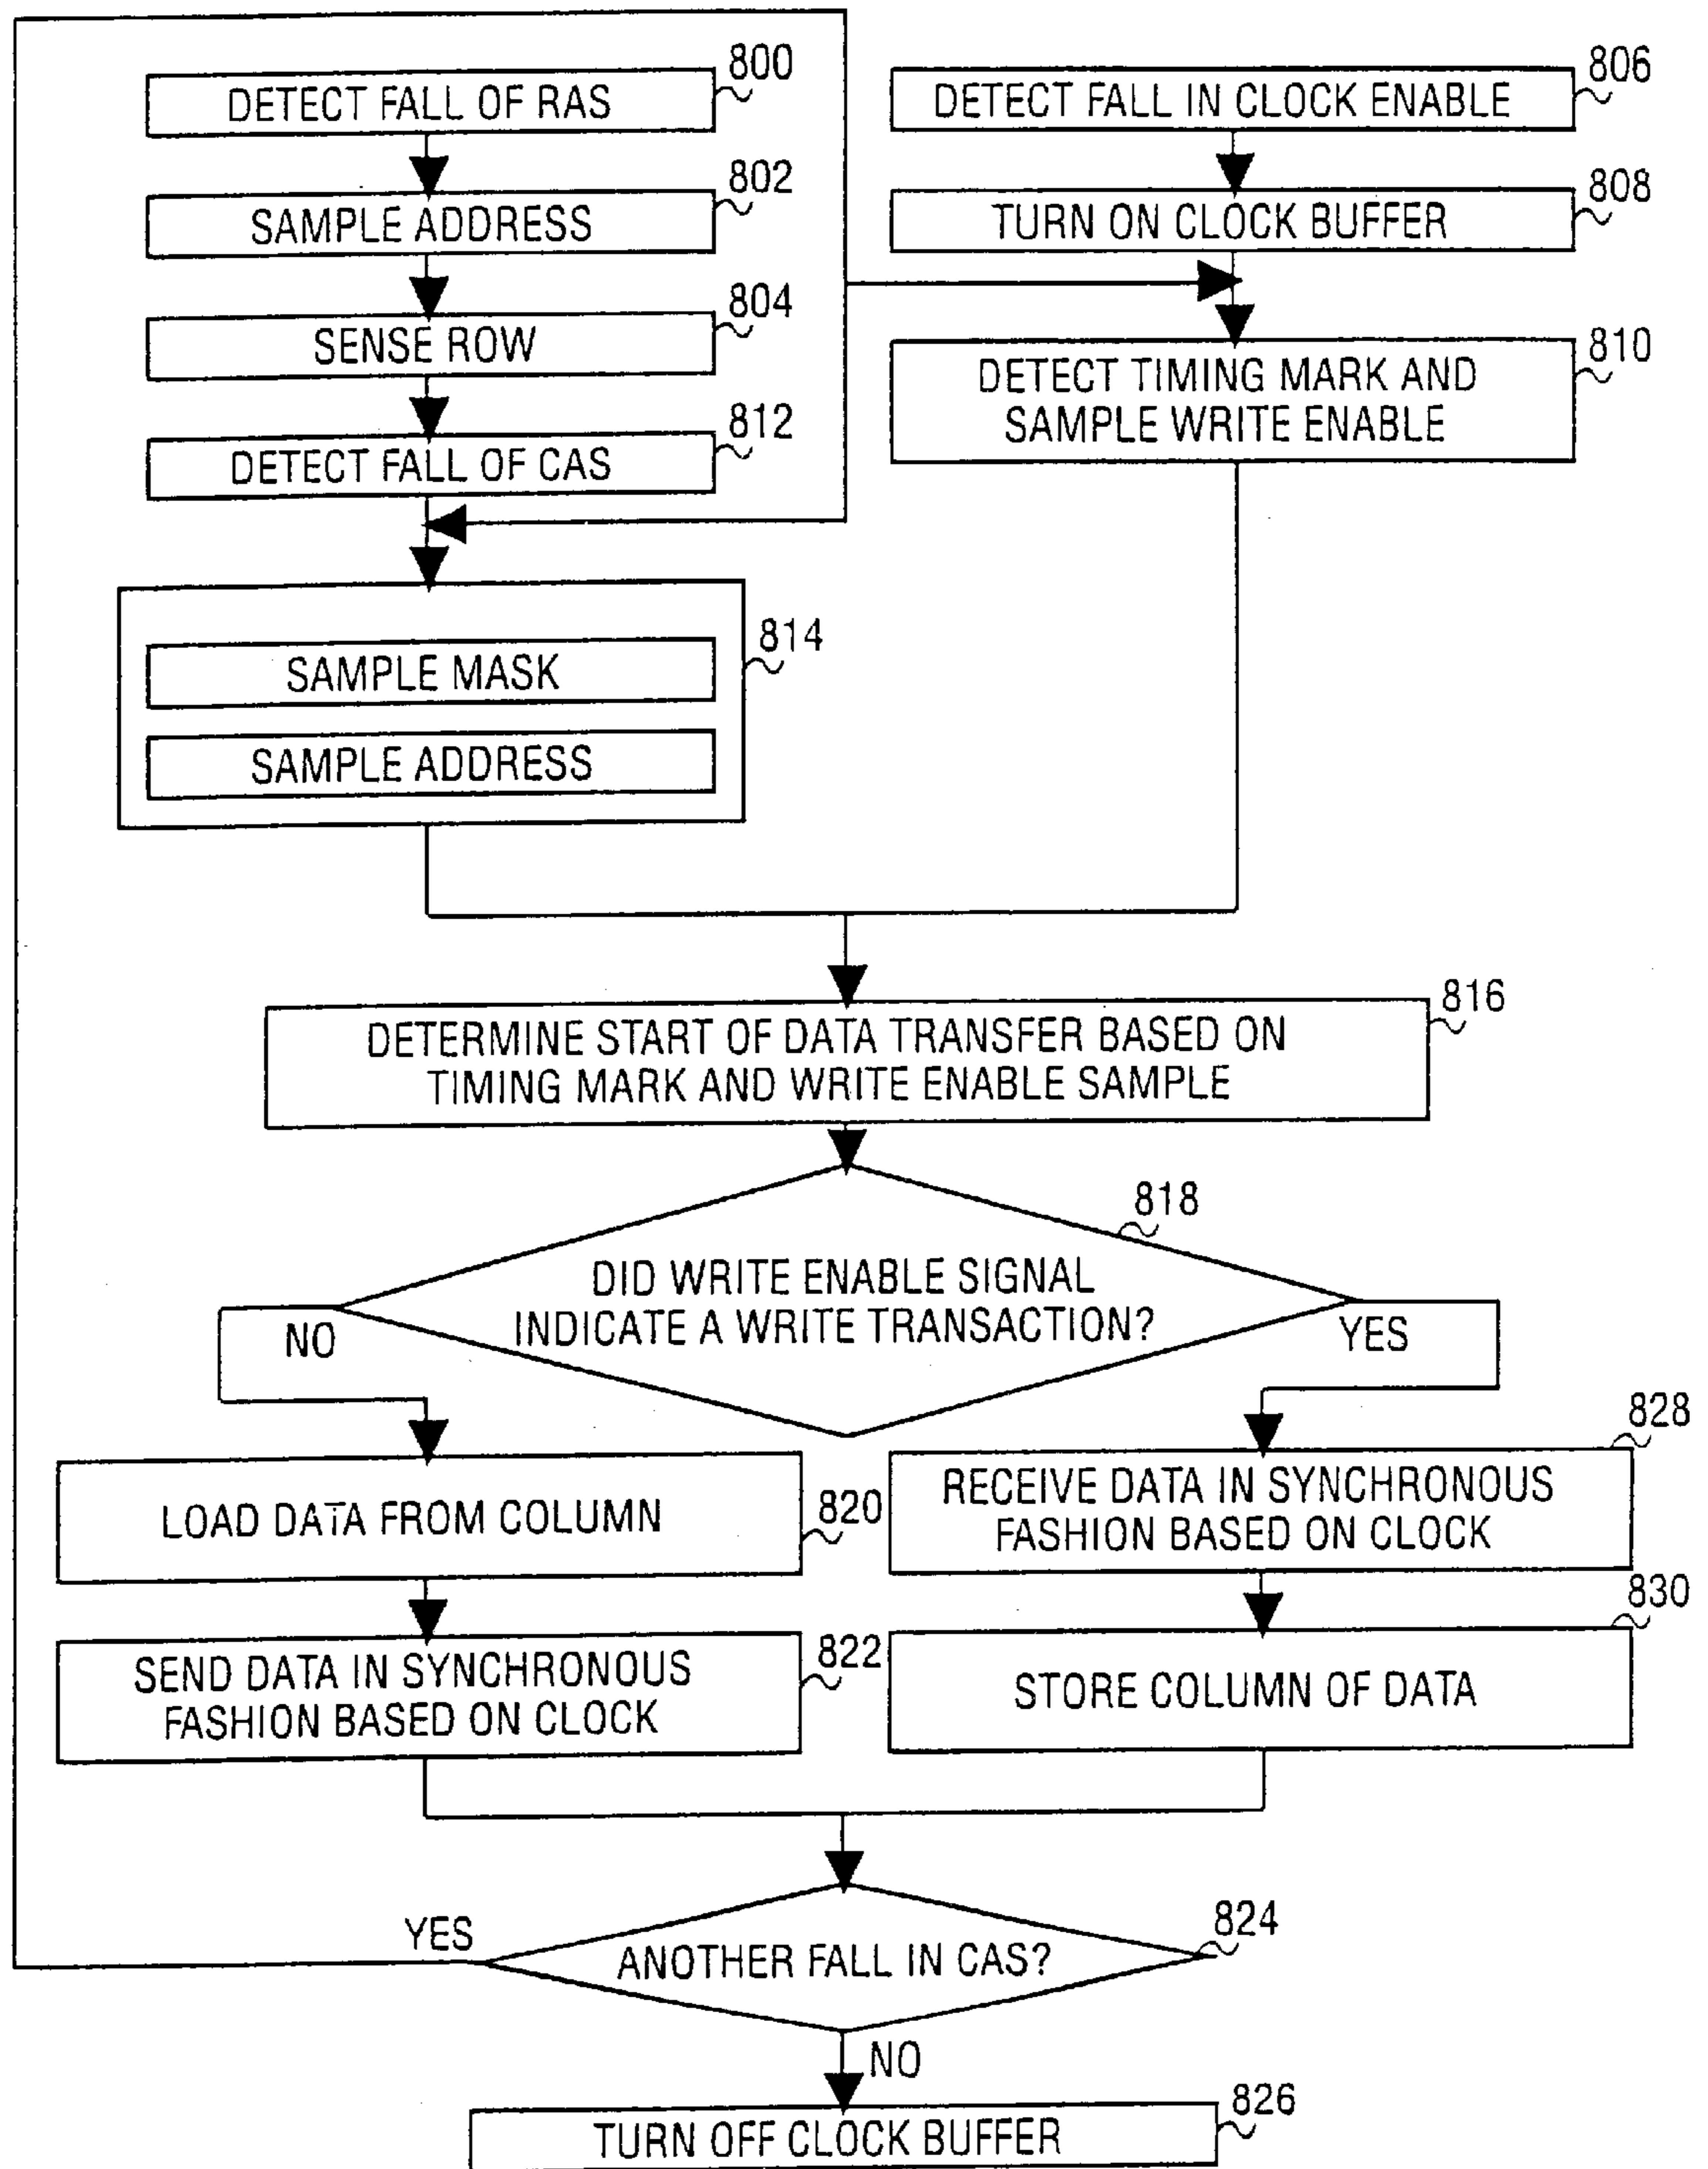 800
DETECT FALL OF RAS
802
SAMPLE ADDRESS
804
SENSE ROW
812
DETECT FALL OF CAS
814
SAMPLE MASK
SAMPLE ADDRESS
806
DETECT FALL IN CLOCK ENABLE
808
TURN ON CLOCK BUFFER
810
DETECT TIMING MARK AND
SAMPLE WRITE ENABLE
816
DETERMINE START OF DATA TRANSFER BASED ON
TIMING MARK AND WRITE ENABLE SAMPLE
818
DID WRITE ENABLE SIGNAL
INDICATE A WRITE TRANSACTION?
NO
YES
820
LOAD DATA FROM COLUMN
822
SEND DATA IN SYNCHRONOUS
FASHION BASED ON CLOCK
828
RECEIVE DATA IN SYNCHRONOUS
FASHION BASED ON CLOCK
830
STORE COLUMN OF DATA
824
YES
ANOTHER FALL IN CAS?
NO
826
TURN OFF CLOCK BUFFER